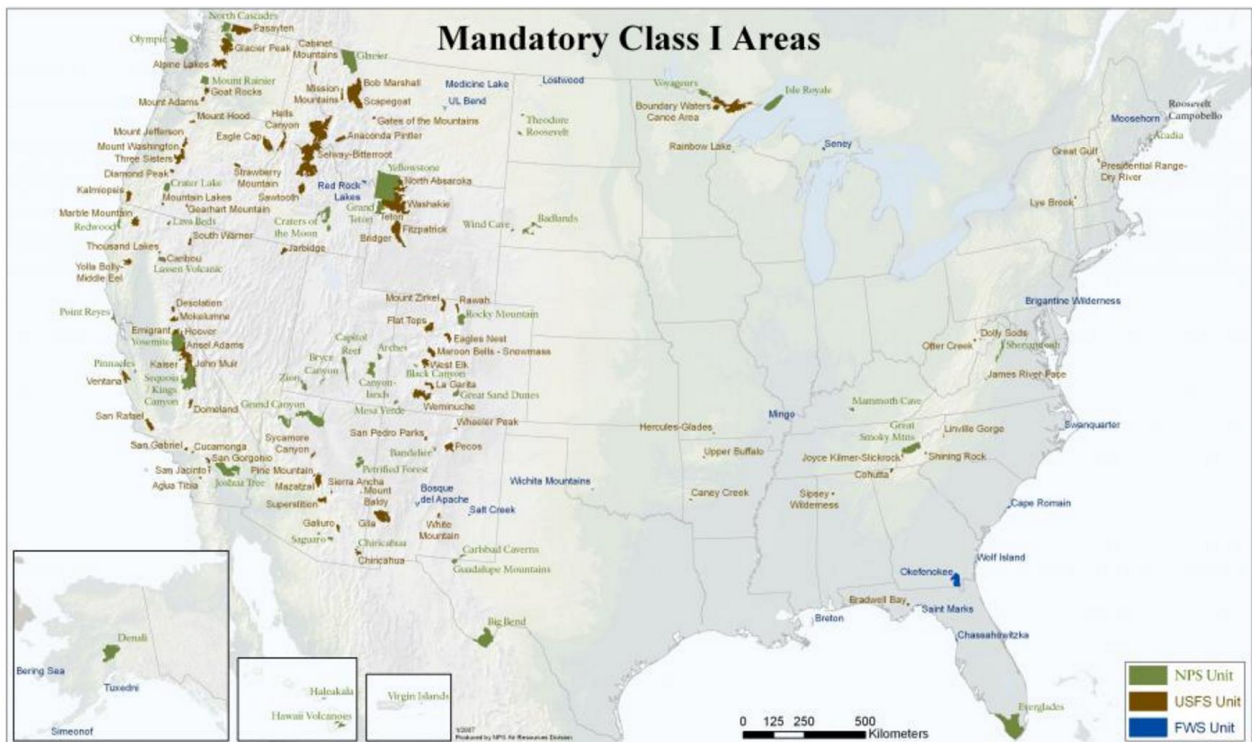 Mandatory Class I Areas
North Cascades
Pasayten
Olympic
Glacier Peak
Alpine Lakes
Cabinet
Mountains
Glacier
Mount Rainier
Goat Rocks
Mount Adams
Mission
Mountains
Bob Marshall
Scapegoat
Medicine Lake
UL Bend
Lostwood
Voyageurs
Isle Royale
Boundary Waters
Canoe Area
Roosevelt
Campobello
Moosehorn
Acadia
Mount Hood
Hells
Canyon
Eagle Cap
Gates of the Mountains
Anaconda Pintler
Theodore
Roosevelt
Rainbow Lake
Seney
Great Gulf
Presidential Range-
Dry River
Mount Jefferson
Mount Washington
Three Sisters
Diamond Peak
Selway-Bitterroot
Strawberry
Mountain
Yellowstone
North Absaroka
Red Rock
Lakes
Kalmiopsis
Crater Lake
Mountain Lakes
Gearhart Mountain
Sawtooth
Grand
Teton
Teton
Washakie
Lye Brook
Marble Mountain
Redwood
Lava Beds
Craters of
the Moon
Bridger
Fitzpatrick
Wind Cave
Badlands
South Warner
Jarbidge
Thousand Lakes
Caribou
Lassen Volcanic
Yolla Bolly-
Middle Eel
Desolation
Mokelumne
Point Reyes
Mount Zirkel
Rawah
Rocky Mountain
Flat Tops
Brigantine Wilderness
Emigrant
Hoover
Yosemite
Ansel Adams
Kaiser
John Muir
Pinnacles
Ventana
Sequoia
Kings
Canyon
Capitol
Reef
Arches
Bryce
Canyon
Zion
Canyon-
lands
Eagles Nest
Maroon Bells - Snowmass
West Elk
Black Canyon
La Garita
Great Sand Dunes
Weminuche
Mesa Verde
Dolly Sods
Otter Creek
Shenandoah
James River Face
San Rafael
Domeland
Grand Canyon
Mammoth Cave
Mingo
Hercules-Glades
Swanquarter
San Gabriel
Cucamonga
San Gorgonio
San Jacinto
Agua Tibia
Joshua Tree
Sycamore
Canyon
Pine Mountain
Mazatzal
Superstition
San Pedro Parks
Wheeler Peak
Pecos
Bandelier
Petrified Forest
Sierra Ancha
Mount
Baldy
Great
Smoky Mtns
Linville Gorge
Upper Buffalo
Joyce Kilmer-Slickrock
Shining Rock
Cohutta
Wichita Mountains
Caney Creek
Sipsey
Wilderness
Cape Romain
Bosque
del Apache
Salt Creek
Galiuro
Gila
White
Mountain
Saguaro
Chiricahua
Chiricahua
Carlsbad Caverns
Guadalupe Mountains
Wolf Island
Okefenokee
Bradwell Bay
Saint Marks
Breton
Chassahowitzka
Big Bend
Everglades
Denali
Bering Sea
Tuxedni
Simeonof
Haleakala
Hawaii Volcanoes
Virgin Islands
1/2007
Produced by NPS Air Resources Division
0 125 250 500
Kilometers
NPS Unit
USFS Unit
FWS Unit